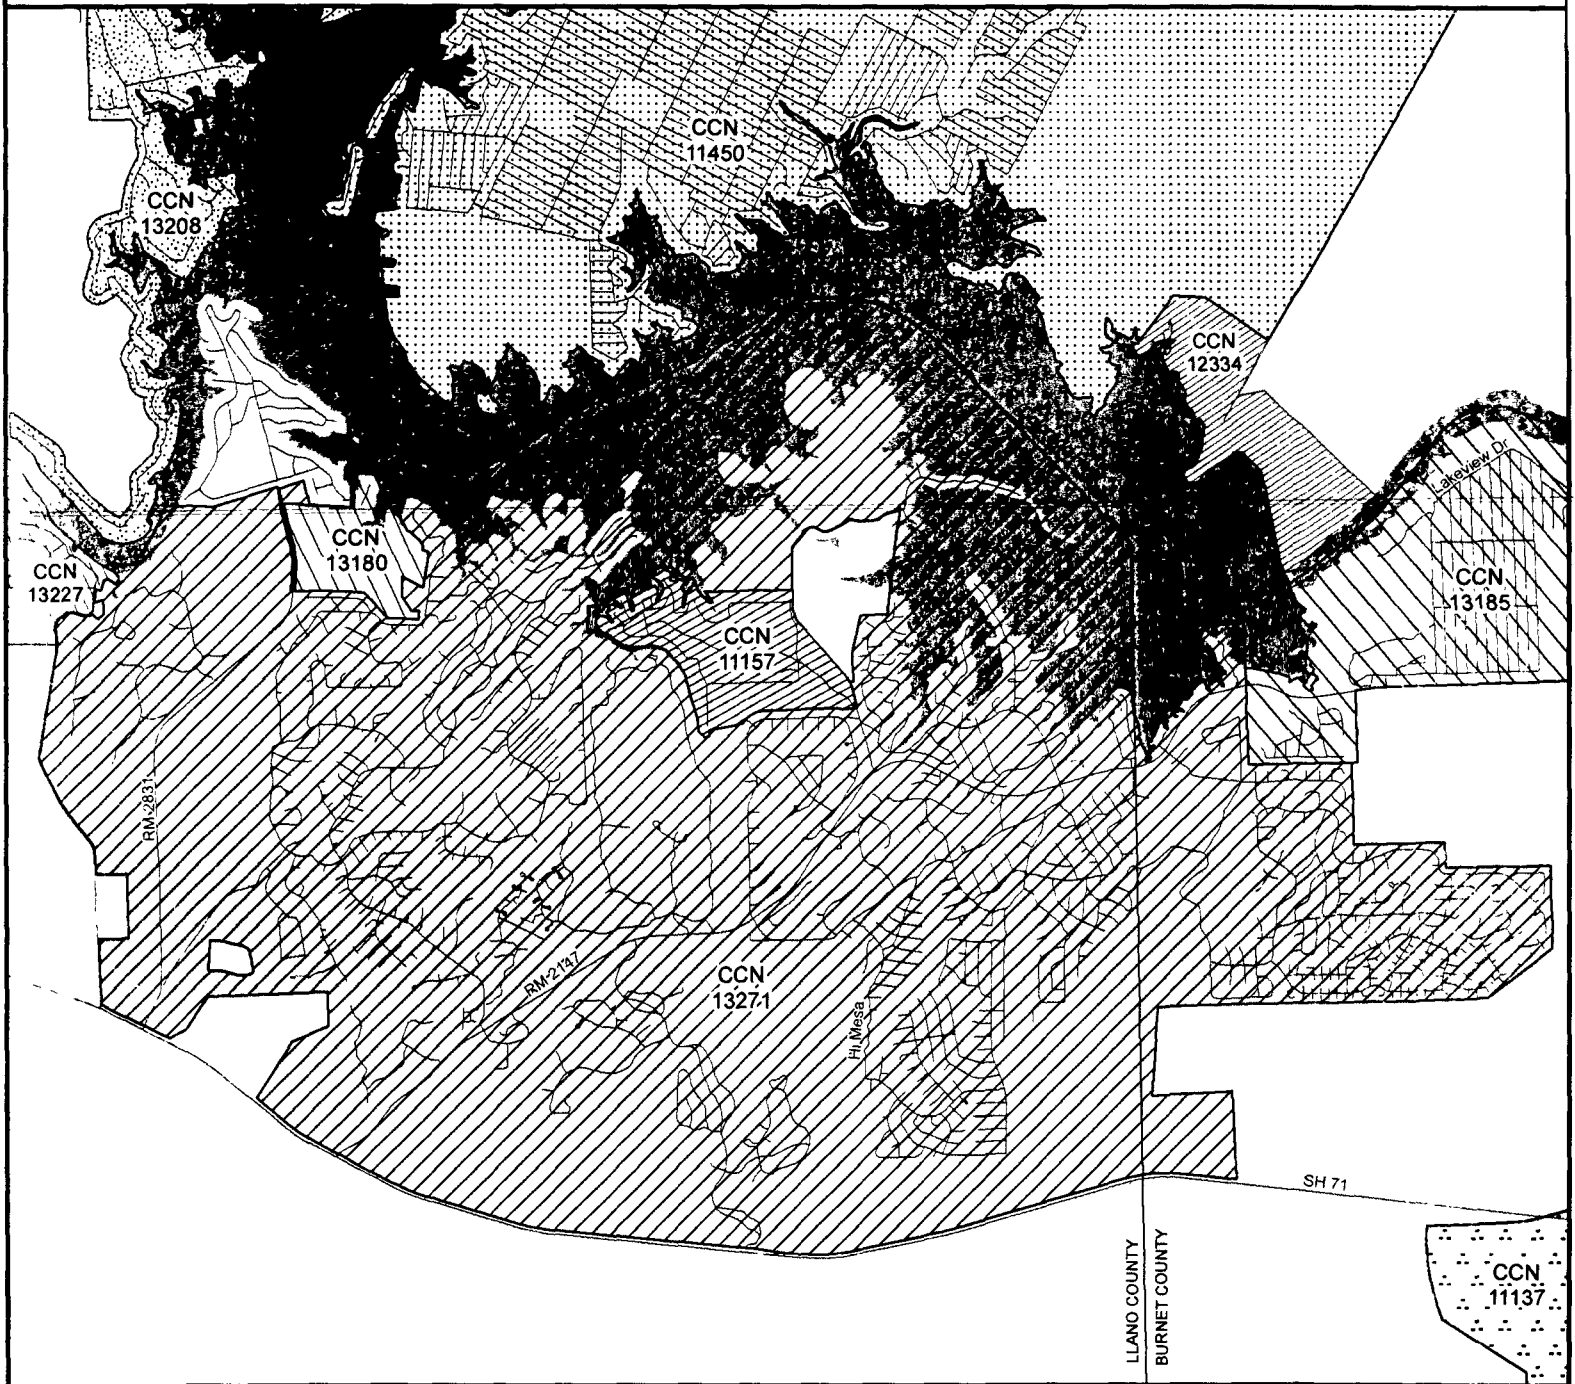 CCN
11450
CCN
13208
CCN
12334
Lakeview Dr
CCN
13180
CCN
13227
CCN
13185
CCN
11157
RM-2831
RM-2147
CCN
13271
Hi Mesa
SH 71
LLANO COUNTY
BURNET COUNTY
CCN
11137